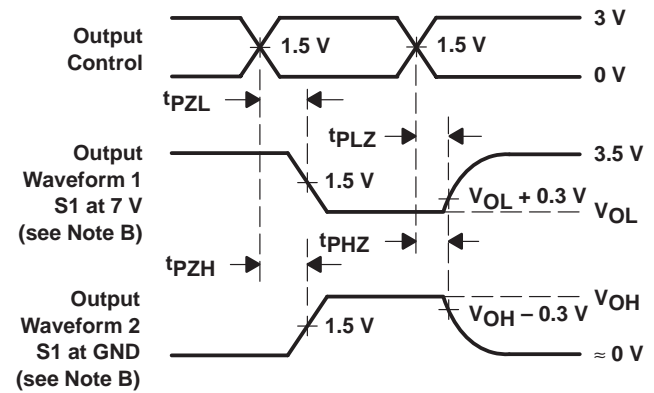 3 V
Output
Control
1.5 V
1.5 V
0 V
tPZL
tPLZ
Output
Waveform 1
S1 at 7 V
(see Note B)
3.5 V
1.5 V
VOL + 0.3 V
VOL
tPHZ
tPZH
Output
Waveform 2
S1 at GND
(see Note B)
VOH
VOH – 0.3 V
1.5 V
≈ 0 V